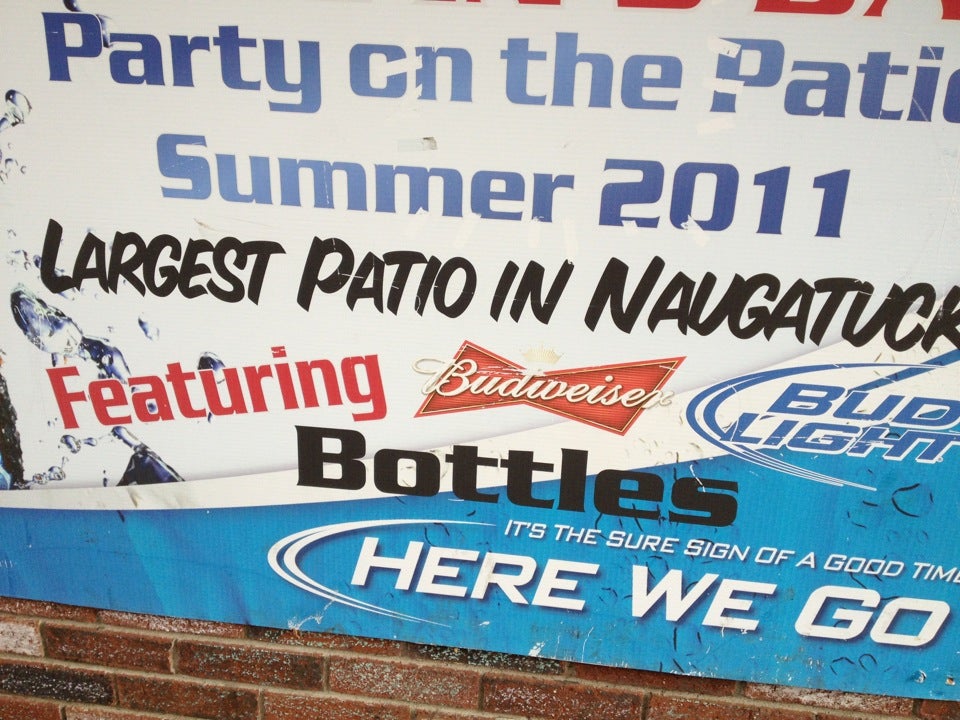 Party on the Patio
Summer 2011
LARGEST PATIO IN NAUGATUCK
Featuring Budweiser BUD LIGHT
Bottles
IT'S THE SURE SIGN OF A GOOD TIME
HERE WE GO